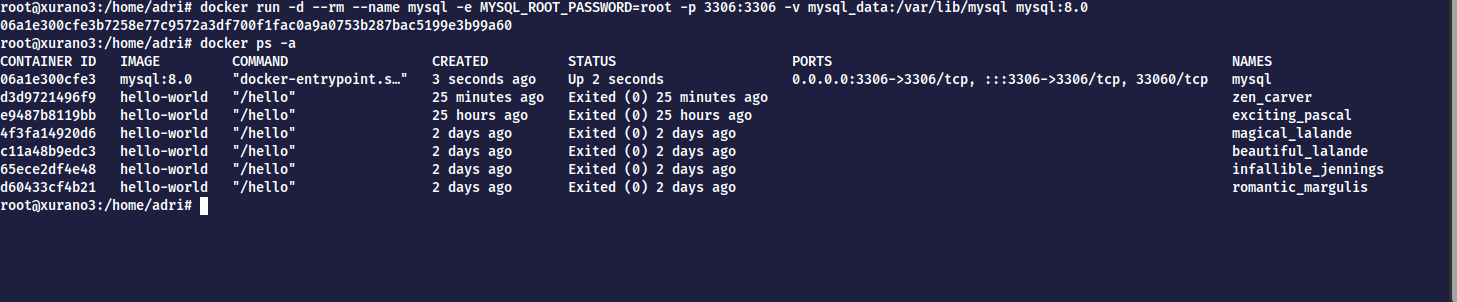 root@xurano3:/home/adri# docker run -d --rm --name mysql -e MYSQL_ROOT_PASSWORD=root -p 3306:3306 -v mysql_data:/var/lib/mysql mysql:8.0
06a1e300cfe3b7258e77c9572a3df700f1fac0a9a0753b287bac5199e3b99a60
root@xurano3:/home/adri# docker ps -a
CONTAINER ID IMAGE COMMAND CREATED STATUS PORTS NAMES
06a1e300cfe3 mysql:8.0 "docker-entrypoint.s…" 3 seconds ago Up 2 seconds 0.0.0.0:3306->3306/tcp, :::3306->3306/tcp, 33060/tcp mysql
d3d9721496f9 hello-world "/hello" 25 minutes ago Exited (0) 25 minutes ago zen_carver
e9487b8119bb hello-world "/hello" 25 hours ago Exited (0) 25 hours ago exciting_pascal
4f3fa14920d6 hello-world "/hello" 2 days ago Exited (0) 2 days ago magical_lalande
c11a48b9edc3 hello-world "/hello" 2 days ago Exited (0) 2 days ago beautiful_lalande
65ece2df4e48 hello-world "/hello" 2 days ago Exited (0) 2 days ago infallible_jennings
d60433cf4b21 hello-world "/hello" 2 days ago Exited (0) 2 days ago romantic_margulis
root@xurano3:/home/adri#